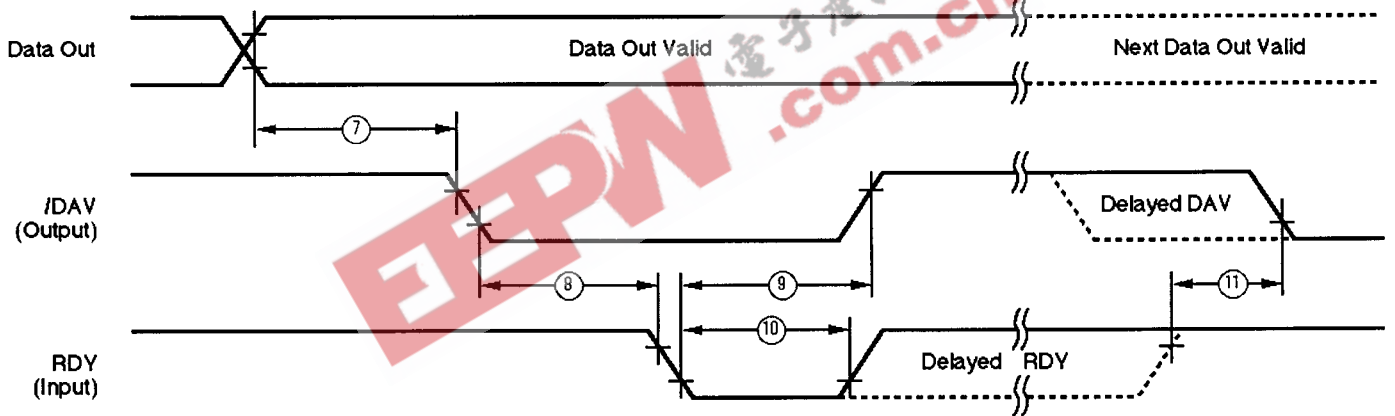 Data Out
Data Out Valid
Next Data Out Valid
7
/DAV
(Output)
Delayed DAV
8
9
11
10
RDY
(Input)
Delayed RDY
EEPW
.com.cn